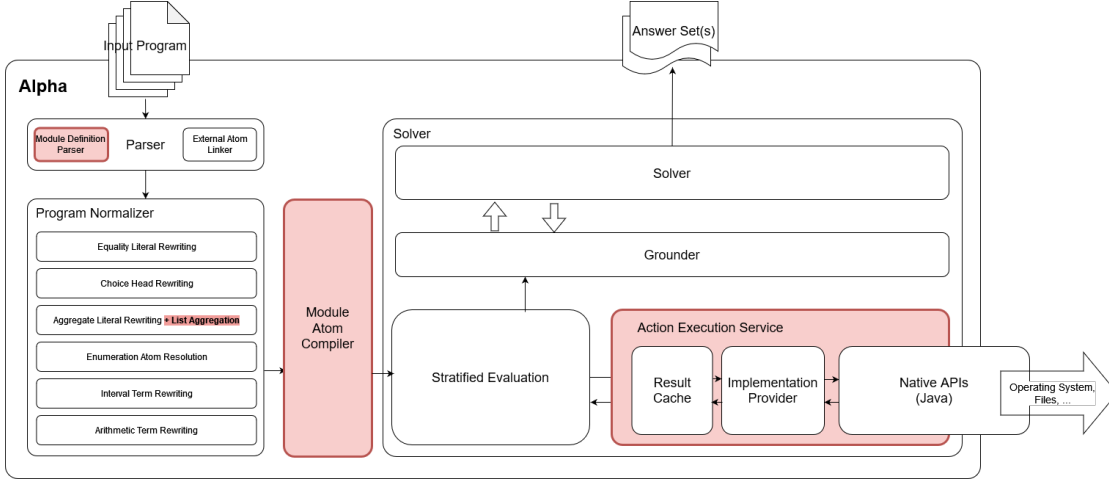 Input Program
Answer Set(s)
Alpha
Module Definition
Parser
Parser
External Atom
Linker
Program Normalizer
Equality Literal Rewriting
Choice Head Rewriting
Aggregate Literal Rewriting + List Aggregation
Enumeration Atom Resolution
Interval Term Rewriting
Arithmetic Term Rewriting
Module
Atom
Compiler
Solver
Solver
Grounder
Stratified Evaluation
Action Execution Service
Result
Cache
Implementation
Provider
Native APIs
(Java)
Operating System,
Files, ...